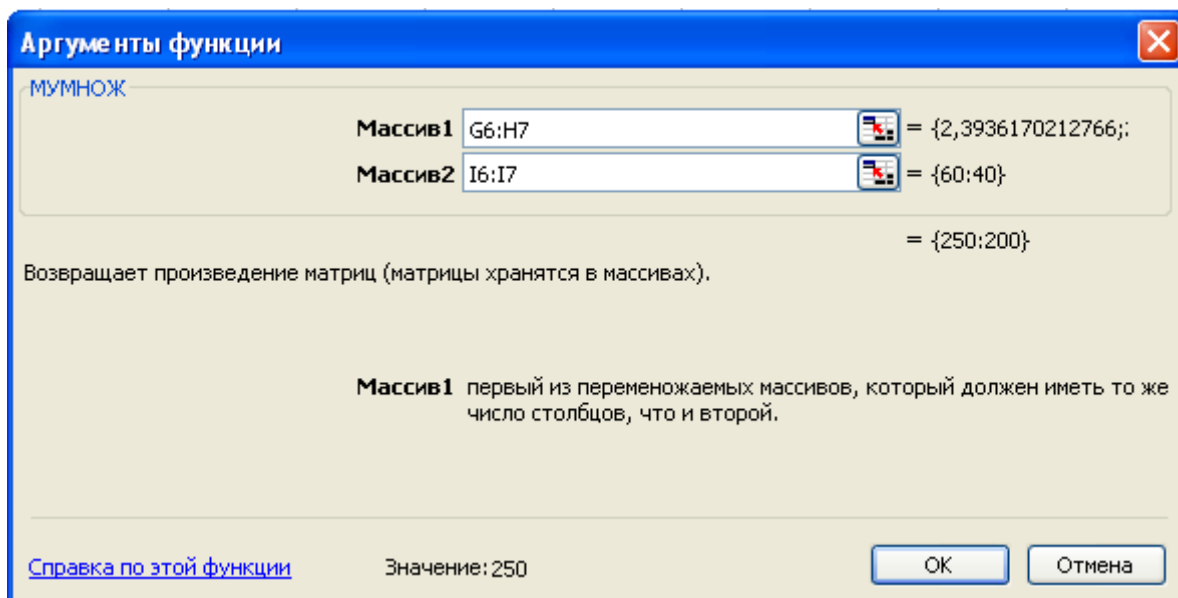 Аргументы функции
МУМНОЖ
Массив1 G6:H7 = {2,3936170212766;:
Массив2 I6:I7 = {60:40}
= {250:200}
Возвращает произведение матриц (матрицы хранятся в массивах).
Массив1 первый из переменожаемых массивов, который должен иметь то же
число столбцов, что и второй.
Справка по этой функции Значение: 250 ОК Отмена